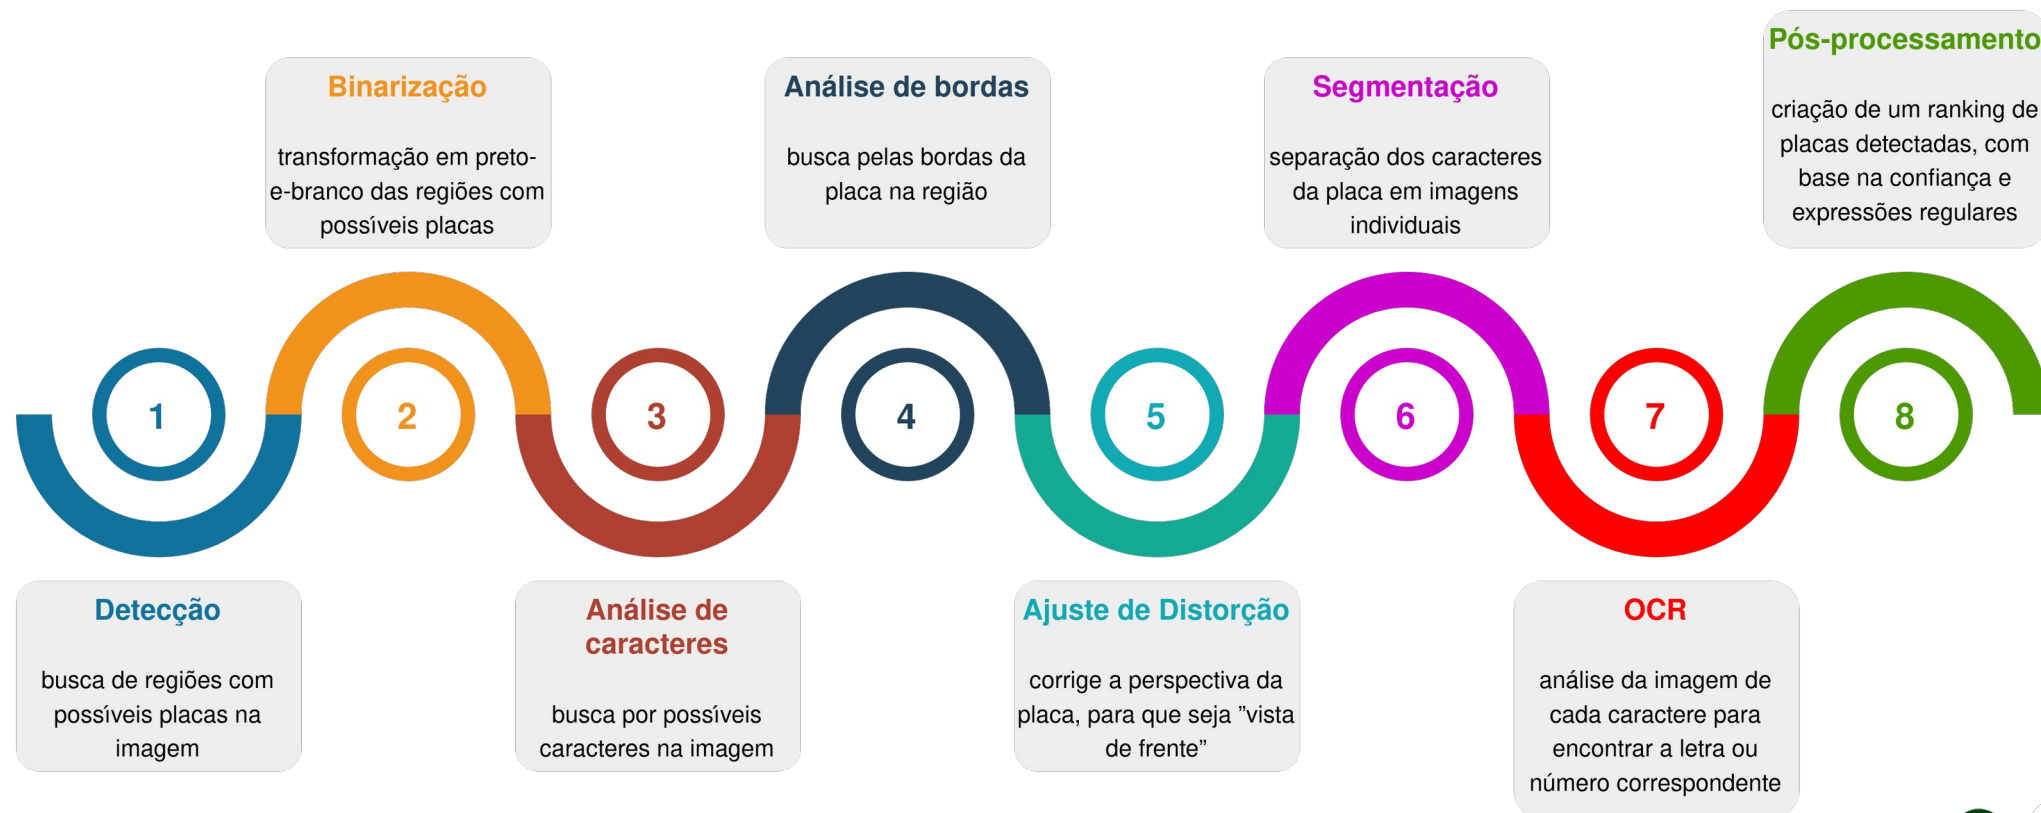 Detecção
busca de regiões com
possíveis placas na
imagem
1
Binarização
transformação em preto-
e-branco das regiões com
possíveis placas
2
Análise de
caracteres
busca por possíveis
caracteres na imagem
3
Análise de bordas
busca pelas bordas da
placa na região
4
Ajuste de Distorção
corrige a perspectiva da
placa, para que seja ”vista
de frente”
5
Segmentação
separação dos caracteres
da placa em imagens
individuais
6
OCR
análise da imagem de
cada caractere para
encontrar a letra ou
número correspondente
7
Pós-processamento
criação de um ranking de
placas detectadas, com
base na confiança e
expressões regulares
8